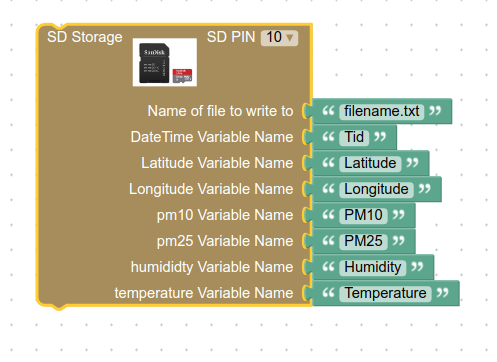 SD Storage SD PIN 10
SanDisk
Name of file to write to “ filename.txt ”
DateTime Variable Name “ Tid ”
Latitude Variable Name “ Latitude ”
Longitude Variable Name “ Longitude ”
pm10 Variable Name “ PM10 ”
pm25 Variable Name “ PM25 ”
humididty Variable Name “ Humidity ”
temperature Variable Name “ Temperature ”